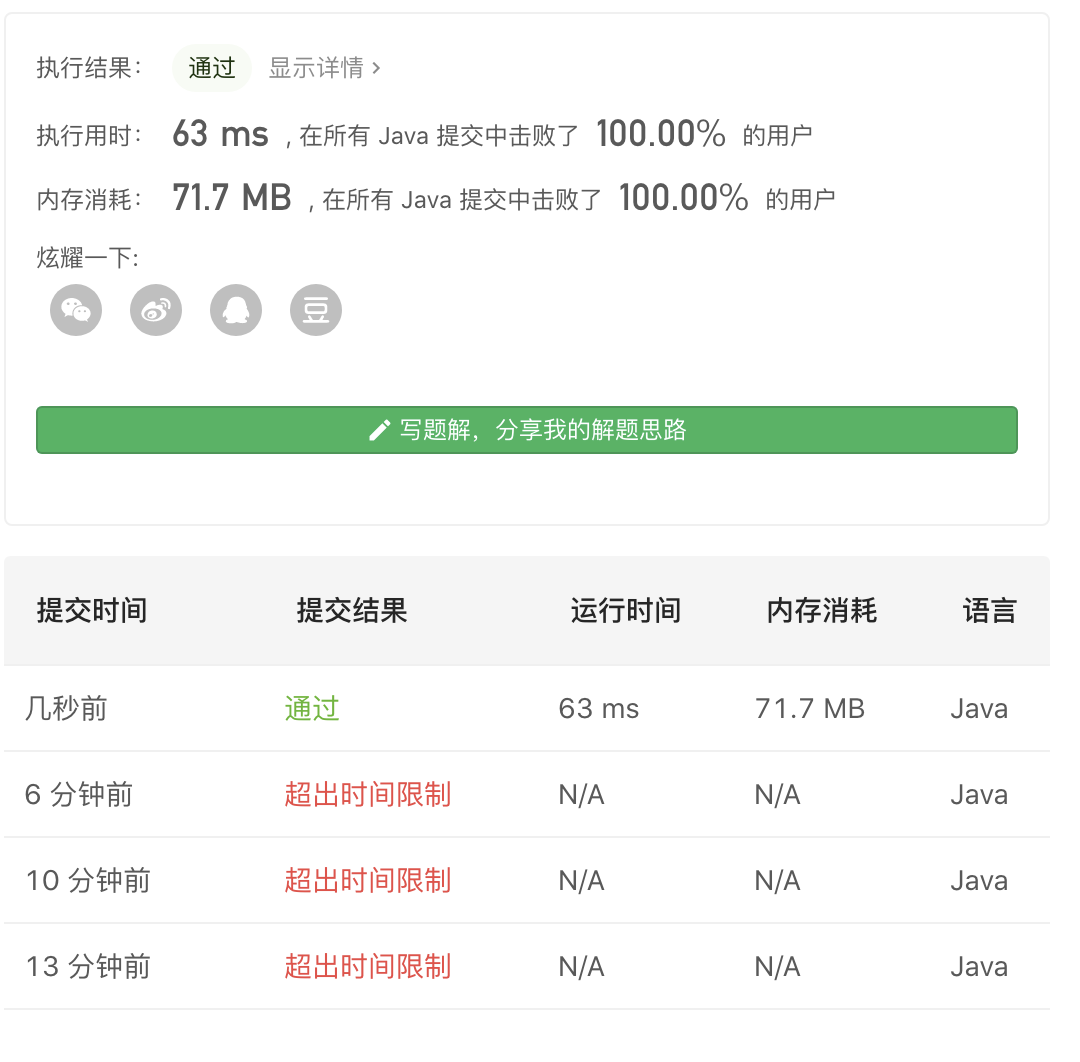 执行结果： 通过 显示详情 >
执行用时： 63 ms , 在所有 Java 提交中击败了 100.00% 的用户
内存消耗： 71.7 MB , 在所有 Java 提交中击败了 100.00% 的用户
炫耀一下:
豆
写题解，分享我的解题思路
提交时间 提交结果 运行时间 内存消耗 语言
几秒前 通过 63 ms 71.7 MB Java
6 分钟前 超出时间限制 N/A N/A Java
10 分钟前 超出时间限制 N/A N/A Java
13 分钟前 超出时间限制 N/A N/A Java